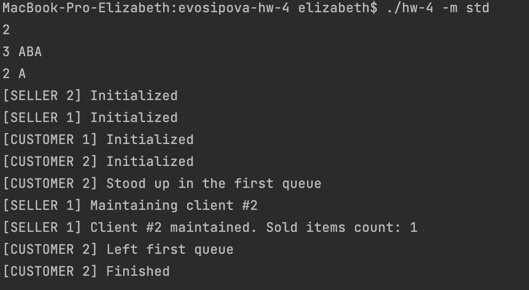 MacBook-Pro-Elizabeth:evosipova-hw-4 elizabeth$ ./hw-4 -m std
2
3 ABA
2 A
[SELLER 2] Initialized
[SELLER 1] Initialized
[CUSTOMER 1] Initialized
[CUSTOMER 2] Initialized
[CUSTOMER 2] Stood up in the first queue
[SELLER 1] Maintaining client #2
[SELLER 1] Client #2 maintained. Sold items count: 1
[CUSTOMER 2] Left first queue
[CUSTOMER 2] Finished